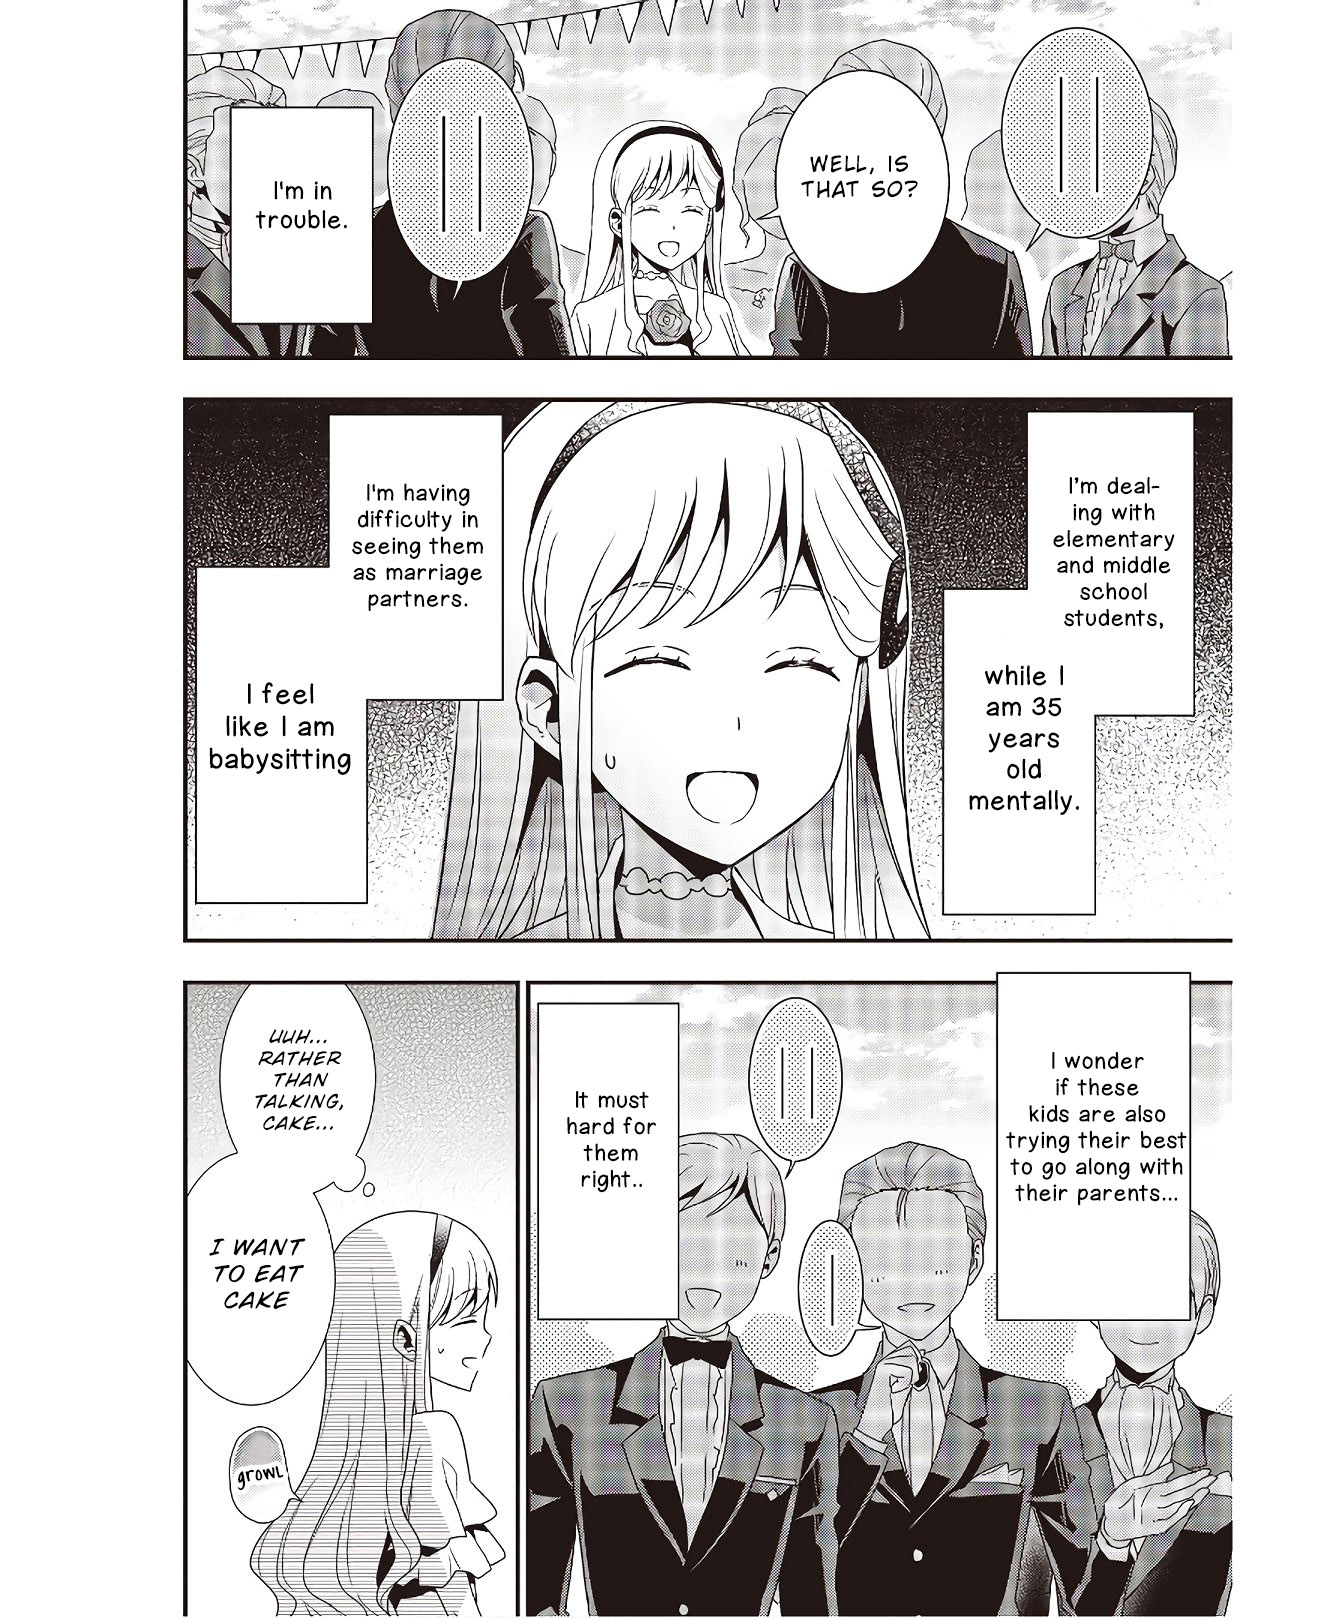 WELL, IS
THAT SO?
I'm in
trouble.
I'm deal-
ing with
elementary
and middle
school
students,
while I
am 35
years
old
mentally.
I'm having
difficulty in
seeing them
as marriage
partners.
I feel
like I am
babysitting
I wonder
if these
kids are also
trying their best
to go along with
their parents...
It must
hard for
them
right..
UUH...
RATHER
THAN
TALKING,
CAKE...
I WANT
TO EAT
CAKE
growl